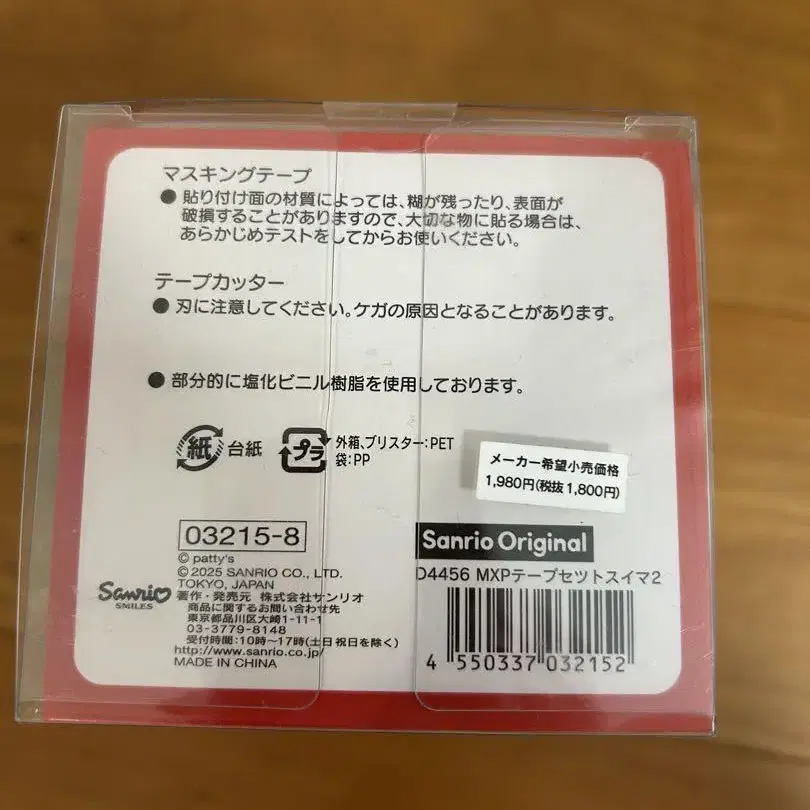 マスキングテープ
●貼り付け面の材質によっては、糊が残ったり、表面が
破損することがありますので、大切な物に貼る場合は、
あらかじめテストをしてからお使いください。
テープカッター
●刃に注意してください。ケガの原因となることがあります。
●部分的に塩化ビニル樹脂を使用しております。
紙 台紙
プラ 外箱、ブリスター:PET
袋:PP
メーカー希望小売価格
1,980円(税抜1,800円)
03215-8
© patty's
© 2025 SANRIO CO., LTD.
TOKYO, JAPAN
Sanrio
SMILES
著作・発売元 株式会社サンリオ
商品に関するお問い合わせ先
東京都品川区大崎1-11-1
03-3779-8148
受付時間:10時〜17時(土日祝日を除く)
http://www.sanrio.co.jp/
MADE IN CHINA
Sanrio Original
D4456 MXPテープセツトスイマ2
4 550337 032152